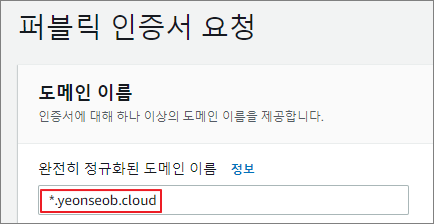 퍼블릭 인증서 요청
도메인 이름
인증서에 대해 하나 이상의 도메인 이름을 제공합니다.
완전히 정규화된 도메인 이름 정보
*.yeonseob.cloud